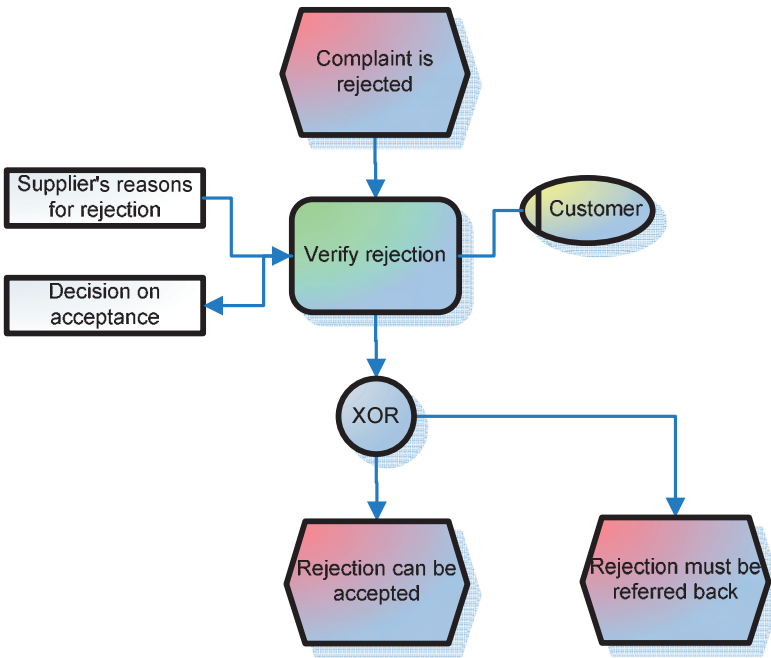 Complaint is
rejected
Supplier's reasons
for rejection
Customer
Verify rejection
Decision on
acceptance
XOR
Rejection can be
accepted
Rejection must be
referred back